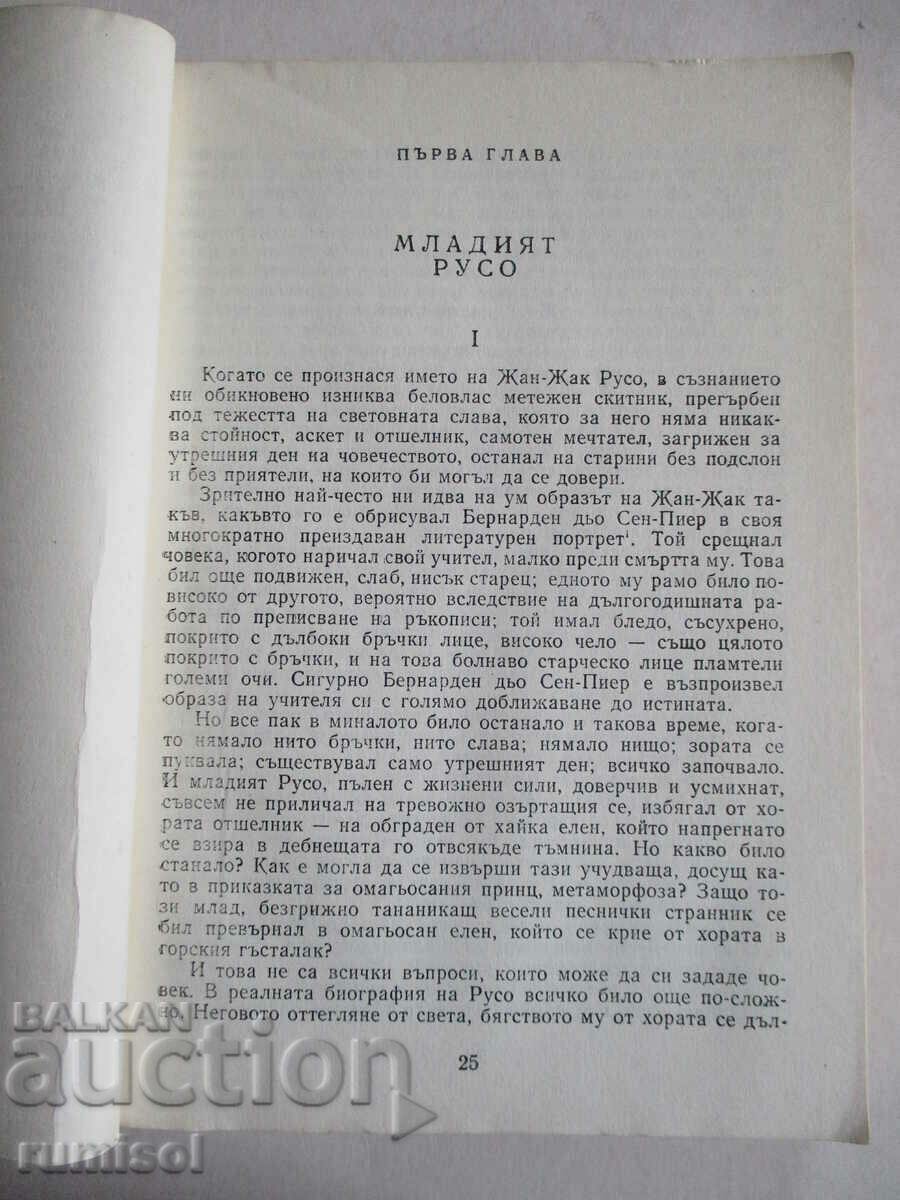 ПЪРВА ГЛАВА
МЛАДИЯТ
РУСО
I
Когато се произнася името на Жан-Жак Русо, в съзнанието
ни обикновено изниква беловлас метежен скитник, прегърбен
под тежестта на световната слава, която за него няма никак-
ва стойност, аскет и отшелник, самотен мечтател, загрижен за
утрешния ден на човечеството, останал на старини без подслон
и без приятели, на които би могъл да се довери.
Зрително най-често ни идва на ум образът на Жан-Жак та-
къв, какъвто го е обрисувал Бернарден дьо Сен-Пиер в своя
многократно преиздаван литературен портрет¹. Той срещнал
човека, когото наричал свой учител, малко преди смъртта му. Това
бил още подвижен, слаб, нисък старец; едното му рамо било по-
високо от другото, вероятно вследствие на дългогодишната ра-
бота по преписване на ръкописи; той имал бледо, съсухрено,
покрито с дълбоки бръчки лице, високо чело — също цялото
покрито с бръчки, и на това болнаво старческо лице пламтели
големи очи. Сигурно Бернарден дьо Сен-Пиер е възпроизвел
образа на учителя си с голямо доближаване до истината.
Но все пак в миналото било останало и такова време, кога-
то нямало нито бръчки, нито слава; нямало нищо; зората се
пуквала; съществувал само утрешният ден; всичко започвало.
И младият Русо, пълен с жизнени сили, доверчив и усмихнат,
съвсем не приличал на тревожно озъртащия се, избягал от хо-
рата отшелник — на обграден от хайка елен, който напрегнато
се взира в дебнещата го отвсякъде тъмнина. Но какво било
станало? Как е могла да се извърши тази учудваща, досущ ка-
то в приказката за омагьосания принц, метаморфоза? Защо то-
зи млад, безгрижно тананикащ весели песнички странник се
бил превърнал в омагьосан елен, който се крие от хората в
горския гъсталак?
И това не са всички въпроси, които може да си зададе чо-
век. В реалната биография на Русо всичко било още по-слож-
но. Неговото оттегляне от света, бягството му от хората се дъл-
25
BALKAN
auction
rumisol